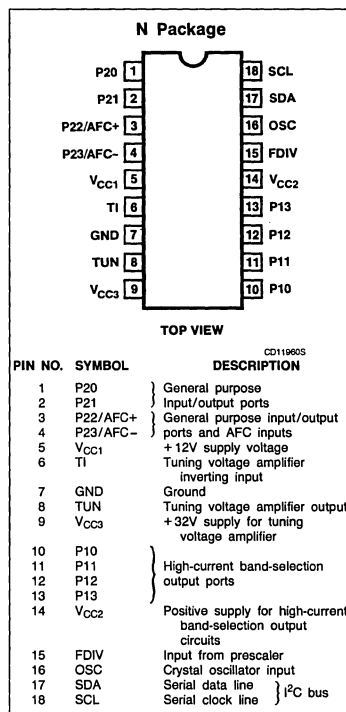 N Package
P20 1 18 SCL
P21 2 17 SDA
P22/AFC+ 3 16 OSC
P23/AFC– 4 15 FDIV
VCC1 5 14 VCC2
TI 6 13 P13
GND 7 12 P12
TUN 8 11 P11
VCC3 9 10 P10
TOP VIEW
CD11960S
PIN NO. SYMBOL DESCRIPTION
1 P20 } General purpose
2 P21 Input/output ports
3 P22/AFC+ } General purpose input/output
4 P23/AFC– ports and AFC inputs
5 VCC1 +12V supply voltage
6 TI Tuning voltage amplifier
inverting input
7 GND Ground
8 TUN Tuning voltage amplifier output
9 VCC3 +32V supply for tuning
voltage amplifier
10 P10
11 P11 } High-current band-selection
12 P12 output ports
13 P13
14 VCC2 Positive supply for high-current
band-selection output
circuits
15 FDIV Input from prescaler
16 OSC Crystal oscillator input
17 SDA Serial data line } I²C bus
18 SCL Serial clock line